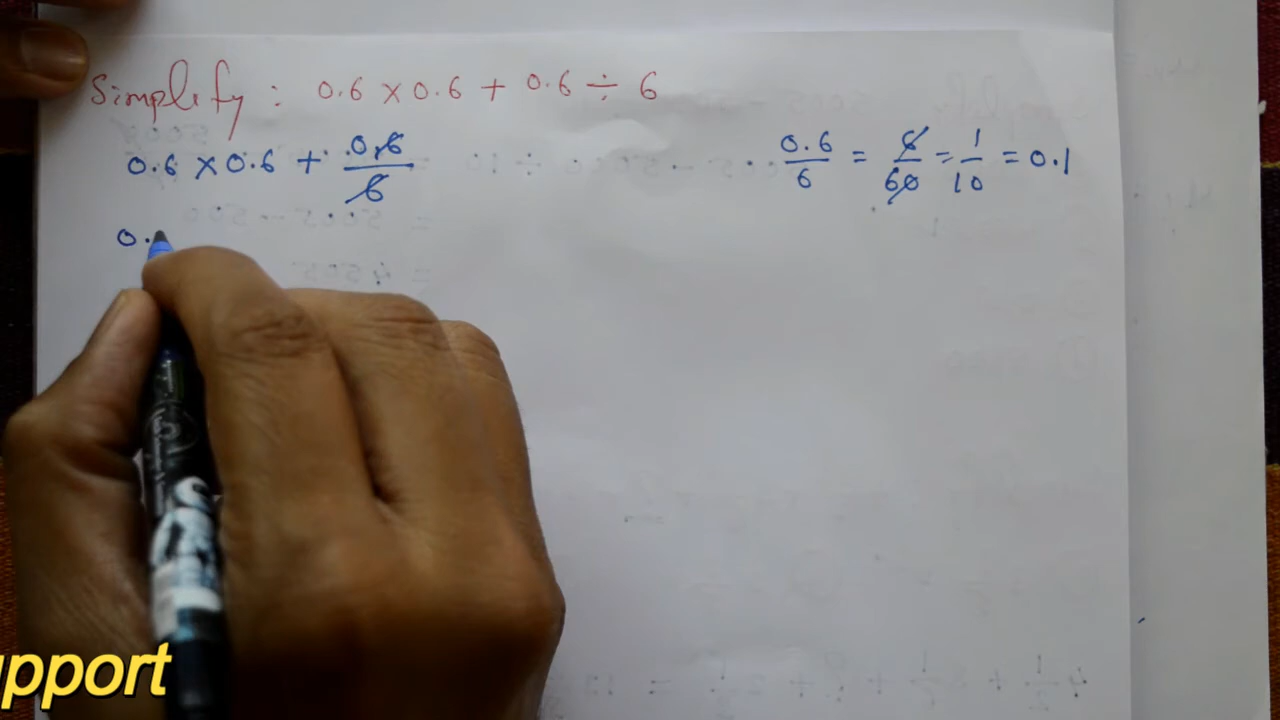 Simplify : 0.6 × 0.6 + 0.6 ÷ 6
0.6 × 0.6 + 0.6/6
0.6/6 = 6/60 = 1/10 = 0.1
0.
upport